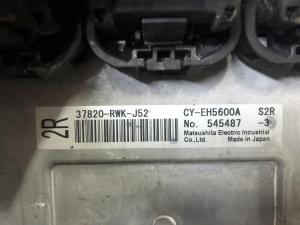 2R
37820-RWK-J52 CY-EH5600A S2R
No. 545487 -3
Matsushita Electric Industrial
Co.,Ltd. Made in Japan